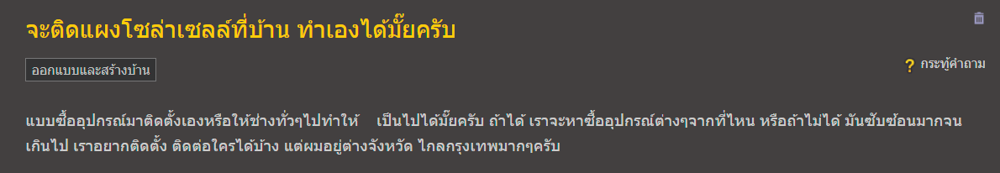 จะติดแผงโซล่าเซลล์ที่บ้าน ทำเองได้มั๊ยครับ
ออกแบบและสร้างบ้าน
? กระทู้คำถาม
แบบซื้ออุปกรณ์มาติดตั้งเองหรือให้ช่างทั่วๆไปทำให้ เป็นไปได้มั๊ยครับ ถ้าได้ เราจะหาซื้ออุปกรณ์ต่างๆจากที่ไหน หรือถ้าไม่ได้ มันซับซ้อนมากจน
เกินไป เราอยากติดตั้ง ติดต่อใครได้บ้าง แต่ผมอยู่ต่างจังหวัด ไกลกรุงเทพมากๆครับ